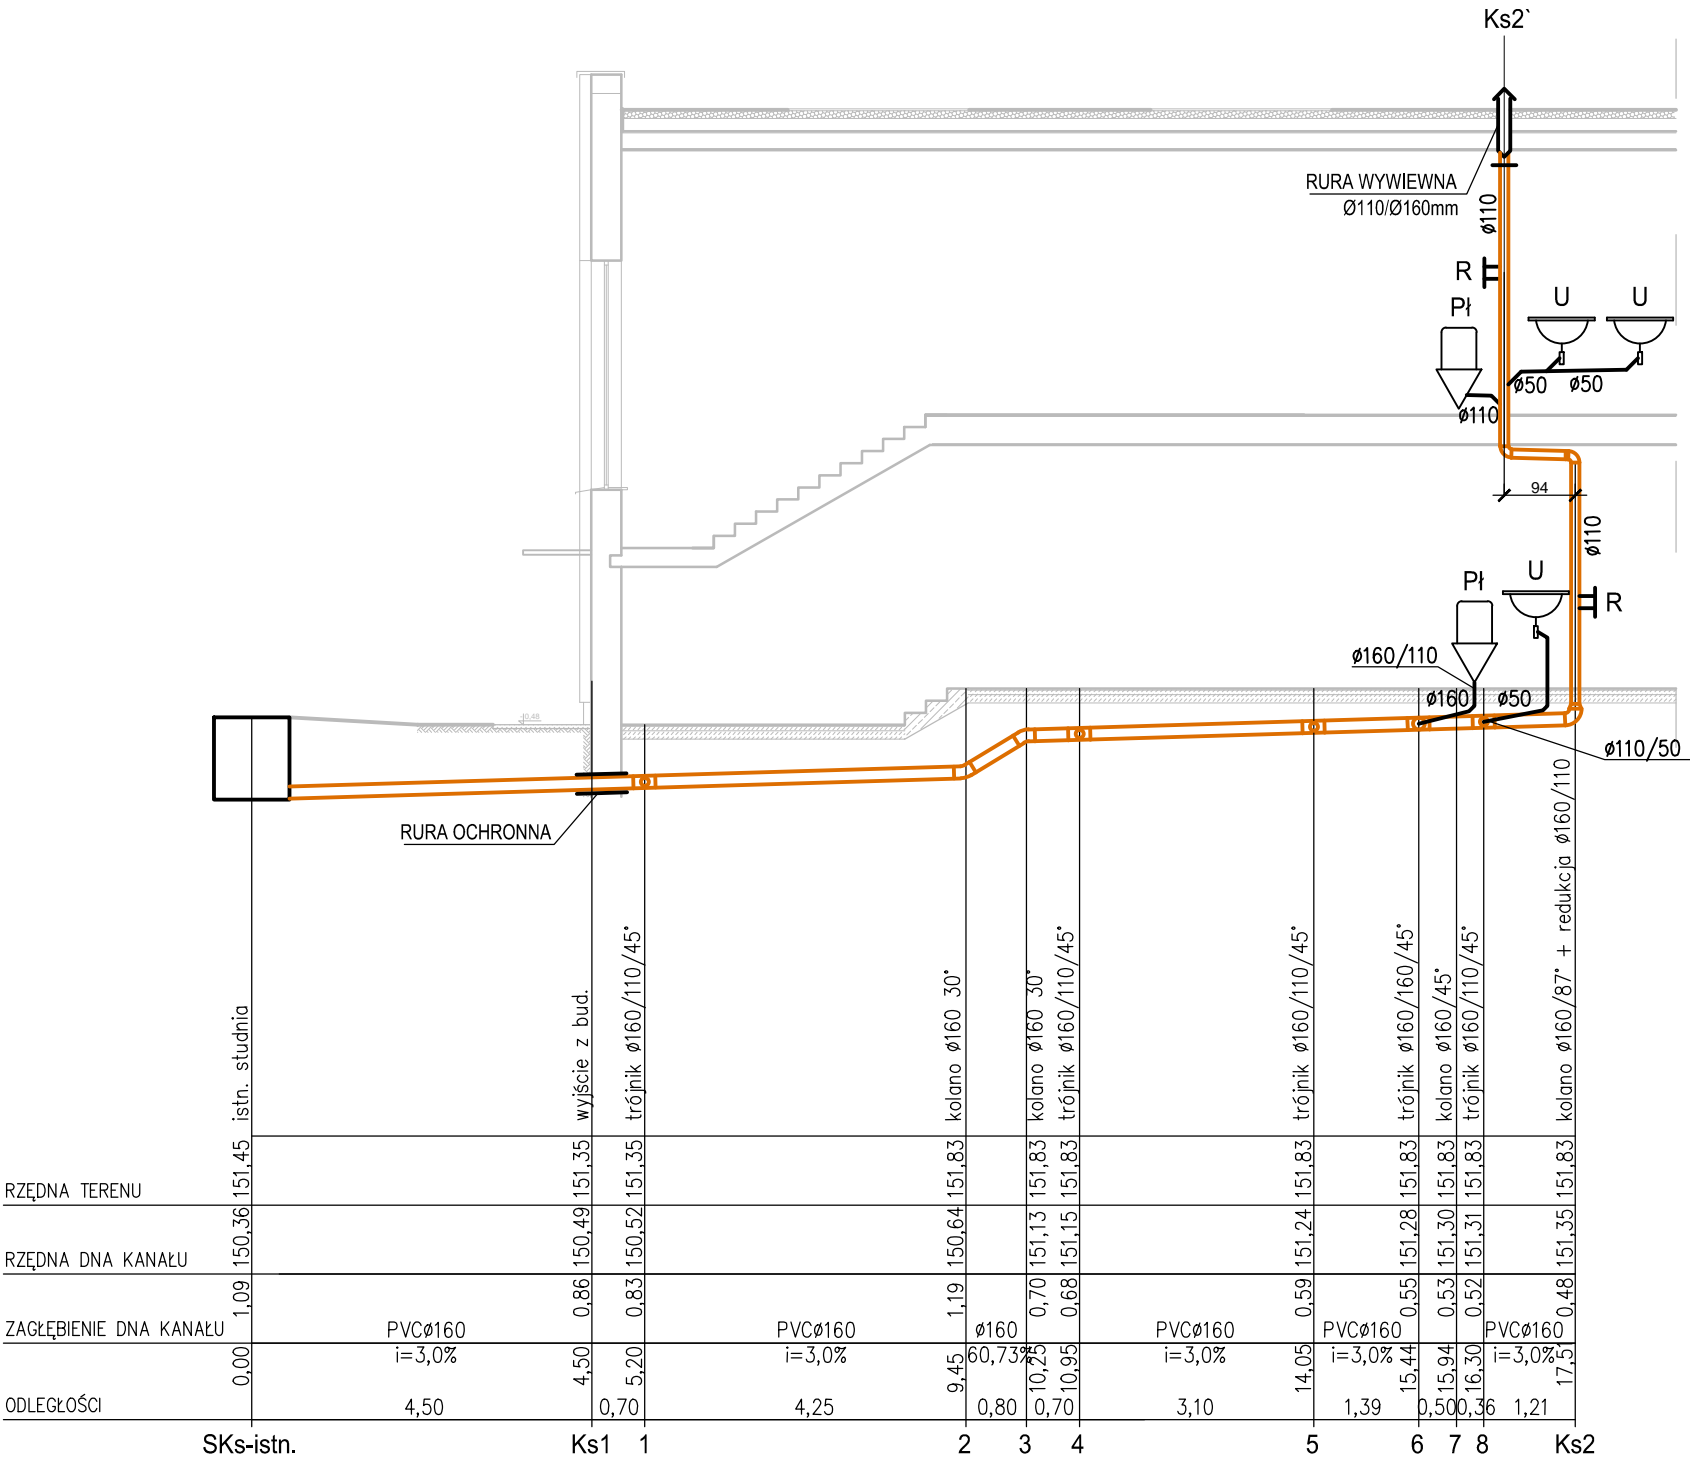 Ks2`
RURA WYWIEWNA
Ø110/Ø160mm
ø110
R
Pł
U
U
ø50
ø50
ø110
94
ø110
Pł
U
R
ø160/110
ø160
ø50
ø110/50
-0,48
RURA OCHRONNA
istn. studnia
wyjście z bud.
trójnik ø160/110/45°
kolano ø160 30°
kolano ø160 30°
trójnik ø160/110/45°
trójnik ø160/110/45°
trójnik ø160/160/45°
kolano ø160/45°
trójnik ø160/110/45°
kolano ø160/87° + redukcja ø160/110
RZĘDNA TERENU
151,45
151,35
151,35
151,83
151,83
151,83
151,83
151,83
151,83
151,83
151,83
RZĘDNA DNA KANAŁU
150,36
150,49
150,52
150,64
151,13
151,15
151,24
151,28
151,30
151,31
151,35
ZAGŁĘBIENIE DNA KANAŁU
1,09
0,86
0,83
1,19
0,70
0,68
0,59
0,55
0,53
0,52
0,48
PVCø160
i=3,0%
PVCø160
i=3,0%
ø160
60,73%
PVCø160
i=3,0%
PVCø160
i=3,0%
PVCø160
i=3,0%
0,00
4,50
5,20
9,45
10,25
10,95
14,05
15,44
15,94
16,30
17,51
ODLEGŁOŚCI
4,50
0,70
4,25
0,80
0,70
3,10
1,39
0,50
0,36
1,21
SKs-istn.
Ks1
1
2
3
4
5
6
7
8
Ks2